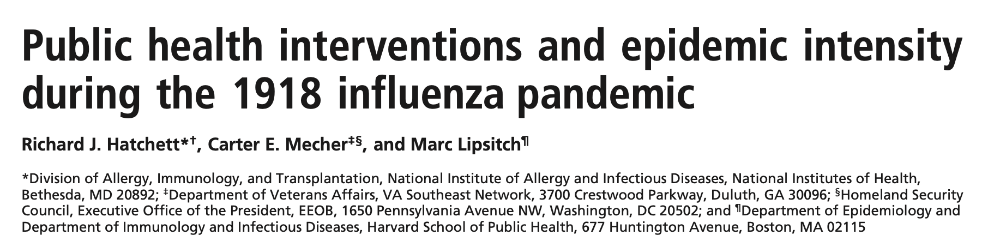 Public health interventions and epidemic intensity
during the 1918 influenza pandemic
Richard J. Hatchett*†, Carter E. Mecher‡§, and Marc Lipsitch¶
*Division of Allergy, Immunology, and Transplantation, National Institute of Allergy and Infectious Diseases, National Institutes of Health,
Bethesda, MD 20892; ‡Department of Veterans Affairs, VA Southeast Network, 3700 Crestwood Parkway, Duluth, GA 30096; §Homeland Security
Council, Executive Office of the President, EEOB, 1650 Pennsylvania Avenue NW, Washington, DC 20502; and ¶Department of Epidemiology and
Department of Immunology and Infectious Diseases, Harvard School of Public Health, 677 Huntington Avenue, Boston, MA 02115